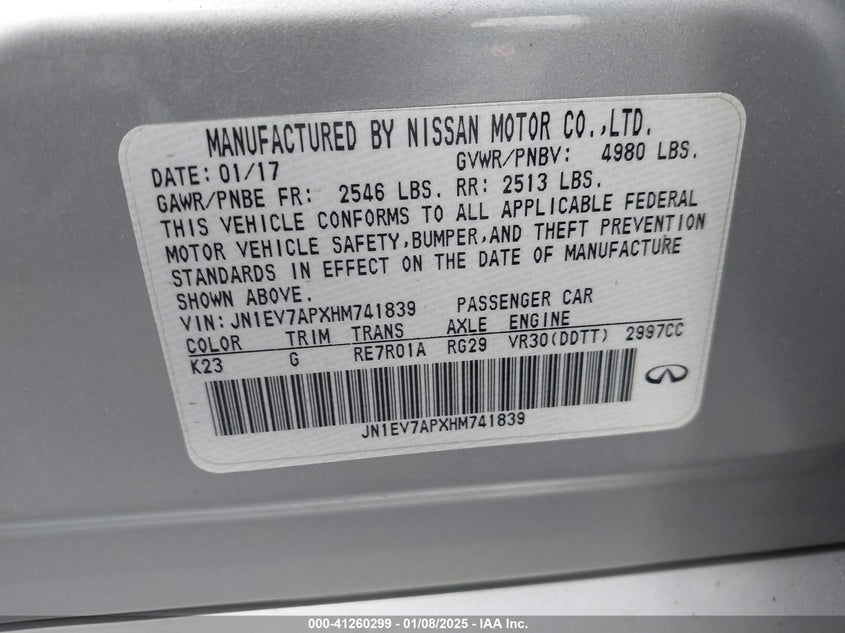 MANUFACTURED BY NISSAN MOTOR CO.,LTD.
DATE: 01/17 GVWR/PNBV: 4980 LBS.
GAWR/PNBE FR: 2546 LBS. RR: 2513 LBS.
THIS VEHICLE CONFORMS TO ALL APPLICABLE FEDERAL
MOTOR VEHICLE SAFETY,BUMPER,AND THEFT PREVENTION
STANDARDS IN EFFECT ON THE DATE OF MANUFACTURE
SHOWN ABOVE.
VIN: JN1EV7APXHM741839 PASSENGER CAR
COLOR TRIM TRANS AXLE ENGINE
K23 G RE7R01A RG29 VR30(DDTT) 2997CC
JN1EV7APXHM741839
000-41260299 - 01/08/2025 - IAA Inc.